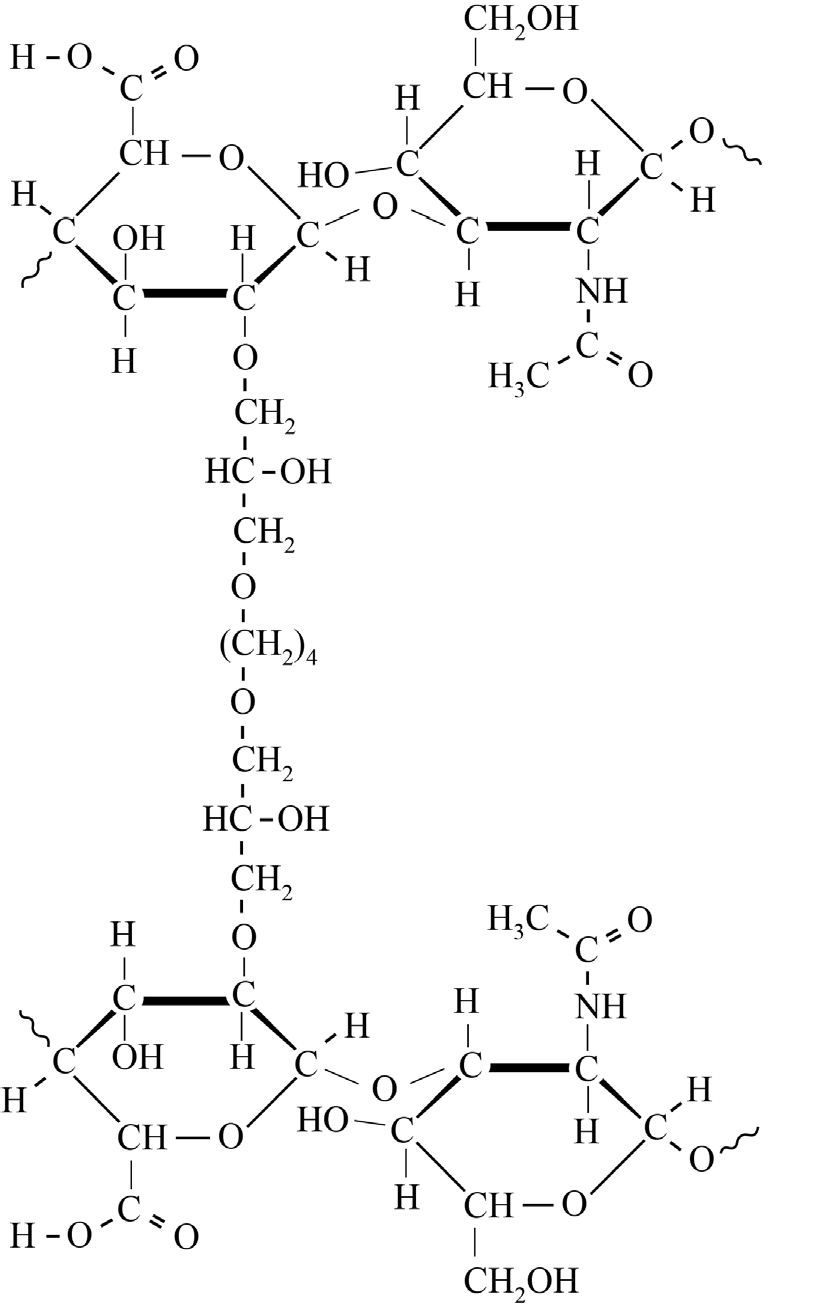 CH₂OH
H–O C O
CH – O
H
CH – O
HO C O C O
H H
H C OH H C O C C H
C C H H NH
H O C
CH₂ H₃C O
HC–OH
CH₂
O
(CH₂)₄
O
CH₂
HC–OH
CH₂ H₃C O
H O C
C C H NH
OH H H C C H
C C O HO C H C
H CH – O H O
C CH – O
H–O O
CH₂OH